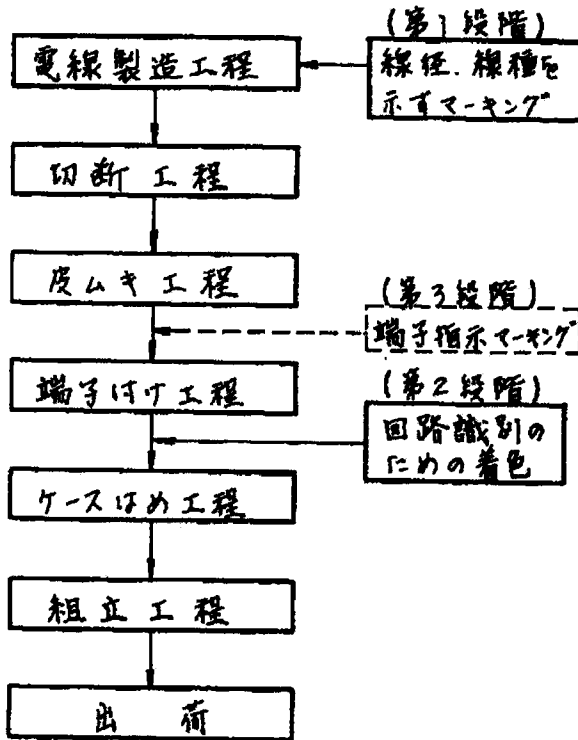 (第1段階)
電線製造工程
線径、線種を
示すマーキング
切断工程
皮ムキ工程
(第3段階)
端子指示マーキング
端子付け工程
(第2段階)
回路識別の
ための着色
ケースはめ工程
組立工程
出荷